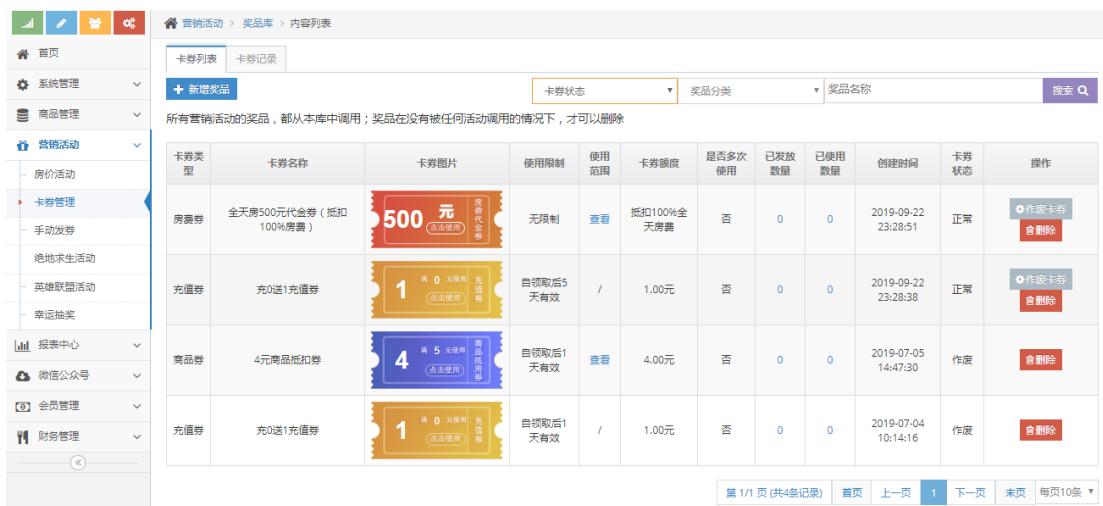 营销活动 > 奖品库 > 内容列表
首页
系统管理
商品管理
营销活动
房价活动
卡券管理
手动发券
绝地求生活动
英雄联盟活动
幸运抽奖
报表中心
微信公众号
会员管理
财务管理
卡券列表 卡券记录
新增奖品 卡券状态 奖品分类 奖品名称 搜索
所有营销活动的奖品，都从本库中调用；奖品在没有被任何活动调用的情况下，才可以删除
卡券类型 卡券名称 卡券图片 使用限制 使用范围 卡券额度 是否多次使用 已发放数量 已使用数量 创建时间 卡券状态 操作
房费券 全天房500元代金券（抵扣100%房费） 500 元 点击使用 房费代金券 无限制 查看 抵扣100%全天房费 否 0 0 2019-09-22 23:28:51 正常 作废卡券 删除
充值券 充0送1充值券 1 满 0 元使用 点击使用 充值券 自领取后5天有效 / 1.00元 否 0 0 2019-09-22 23:28:38 正常 作废卡券 删除
商品券 4元商品抵扣券 4 满 5 元使用 点击使用 商品抵用券 自领取后1天有效 查看 4.00元 否 0 0 2019-07-05 14:47:30 作废 删除
充值券 充0送1充值券 1 满 0 元使用 点击使用 充值券 自领取后1天有效 / 1.00元 否 0 0 2019-07-04 10:14:16 作废 删除
第 1/1 页 (共4条记录) 首页 上一页 1 下一页 末页 每页10条